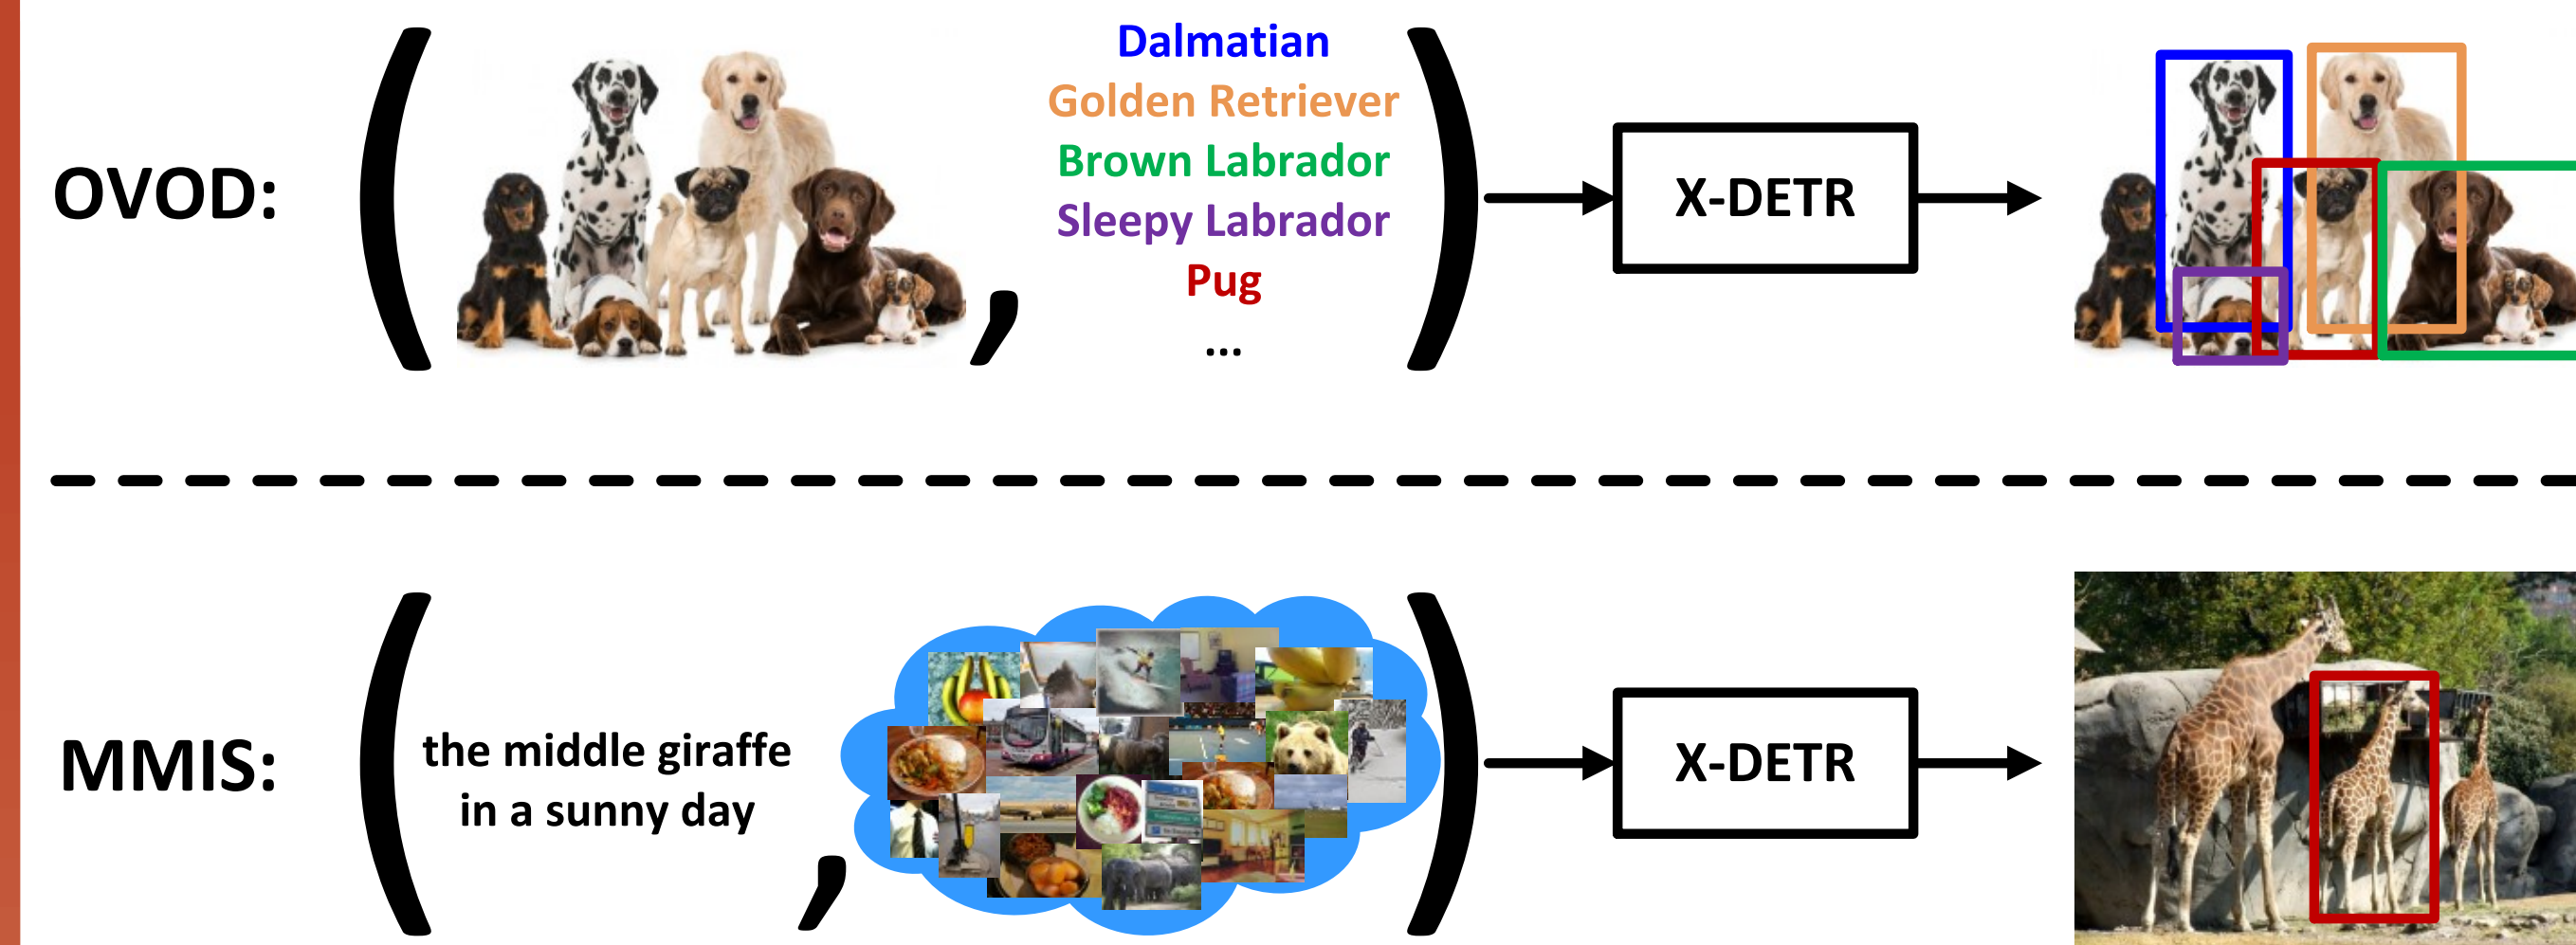 OVOD:
(
,
Dalmatian
Golden Retriever
Brown Labrador
Sleepy Labrador
Pug
...
)
X-DETR
MMIS:
(
the middle giraffe
in a sunny day
,
)
X-DETR